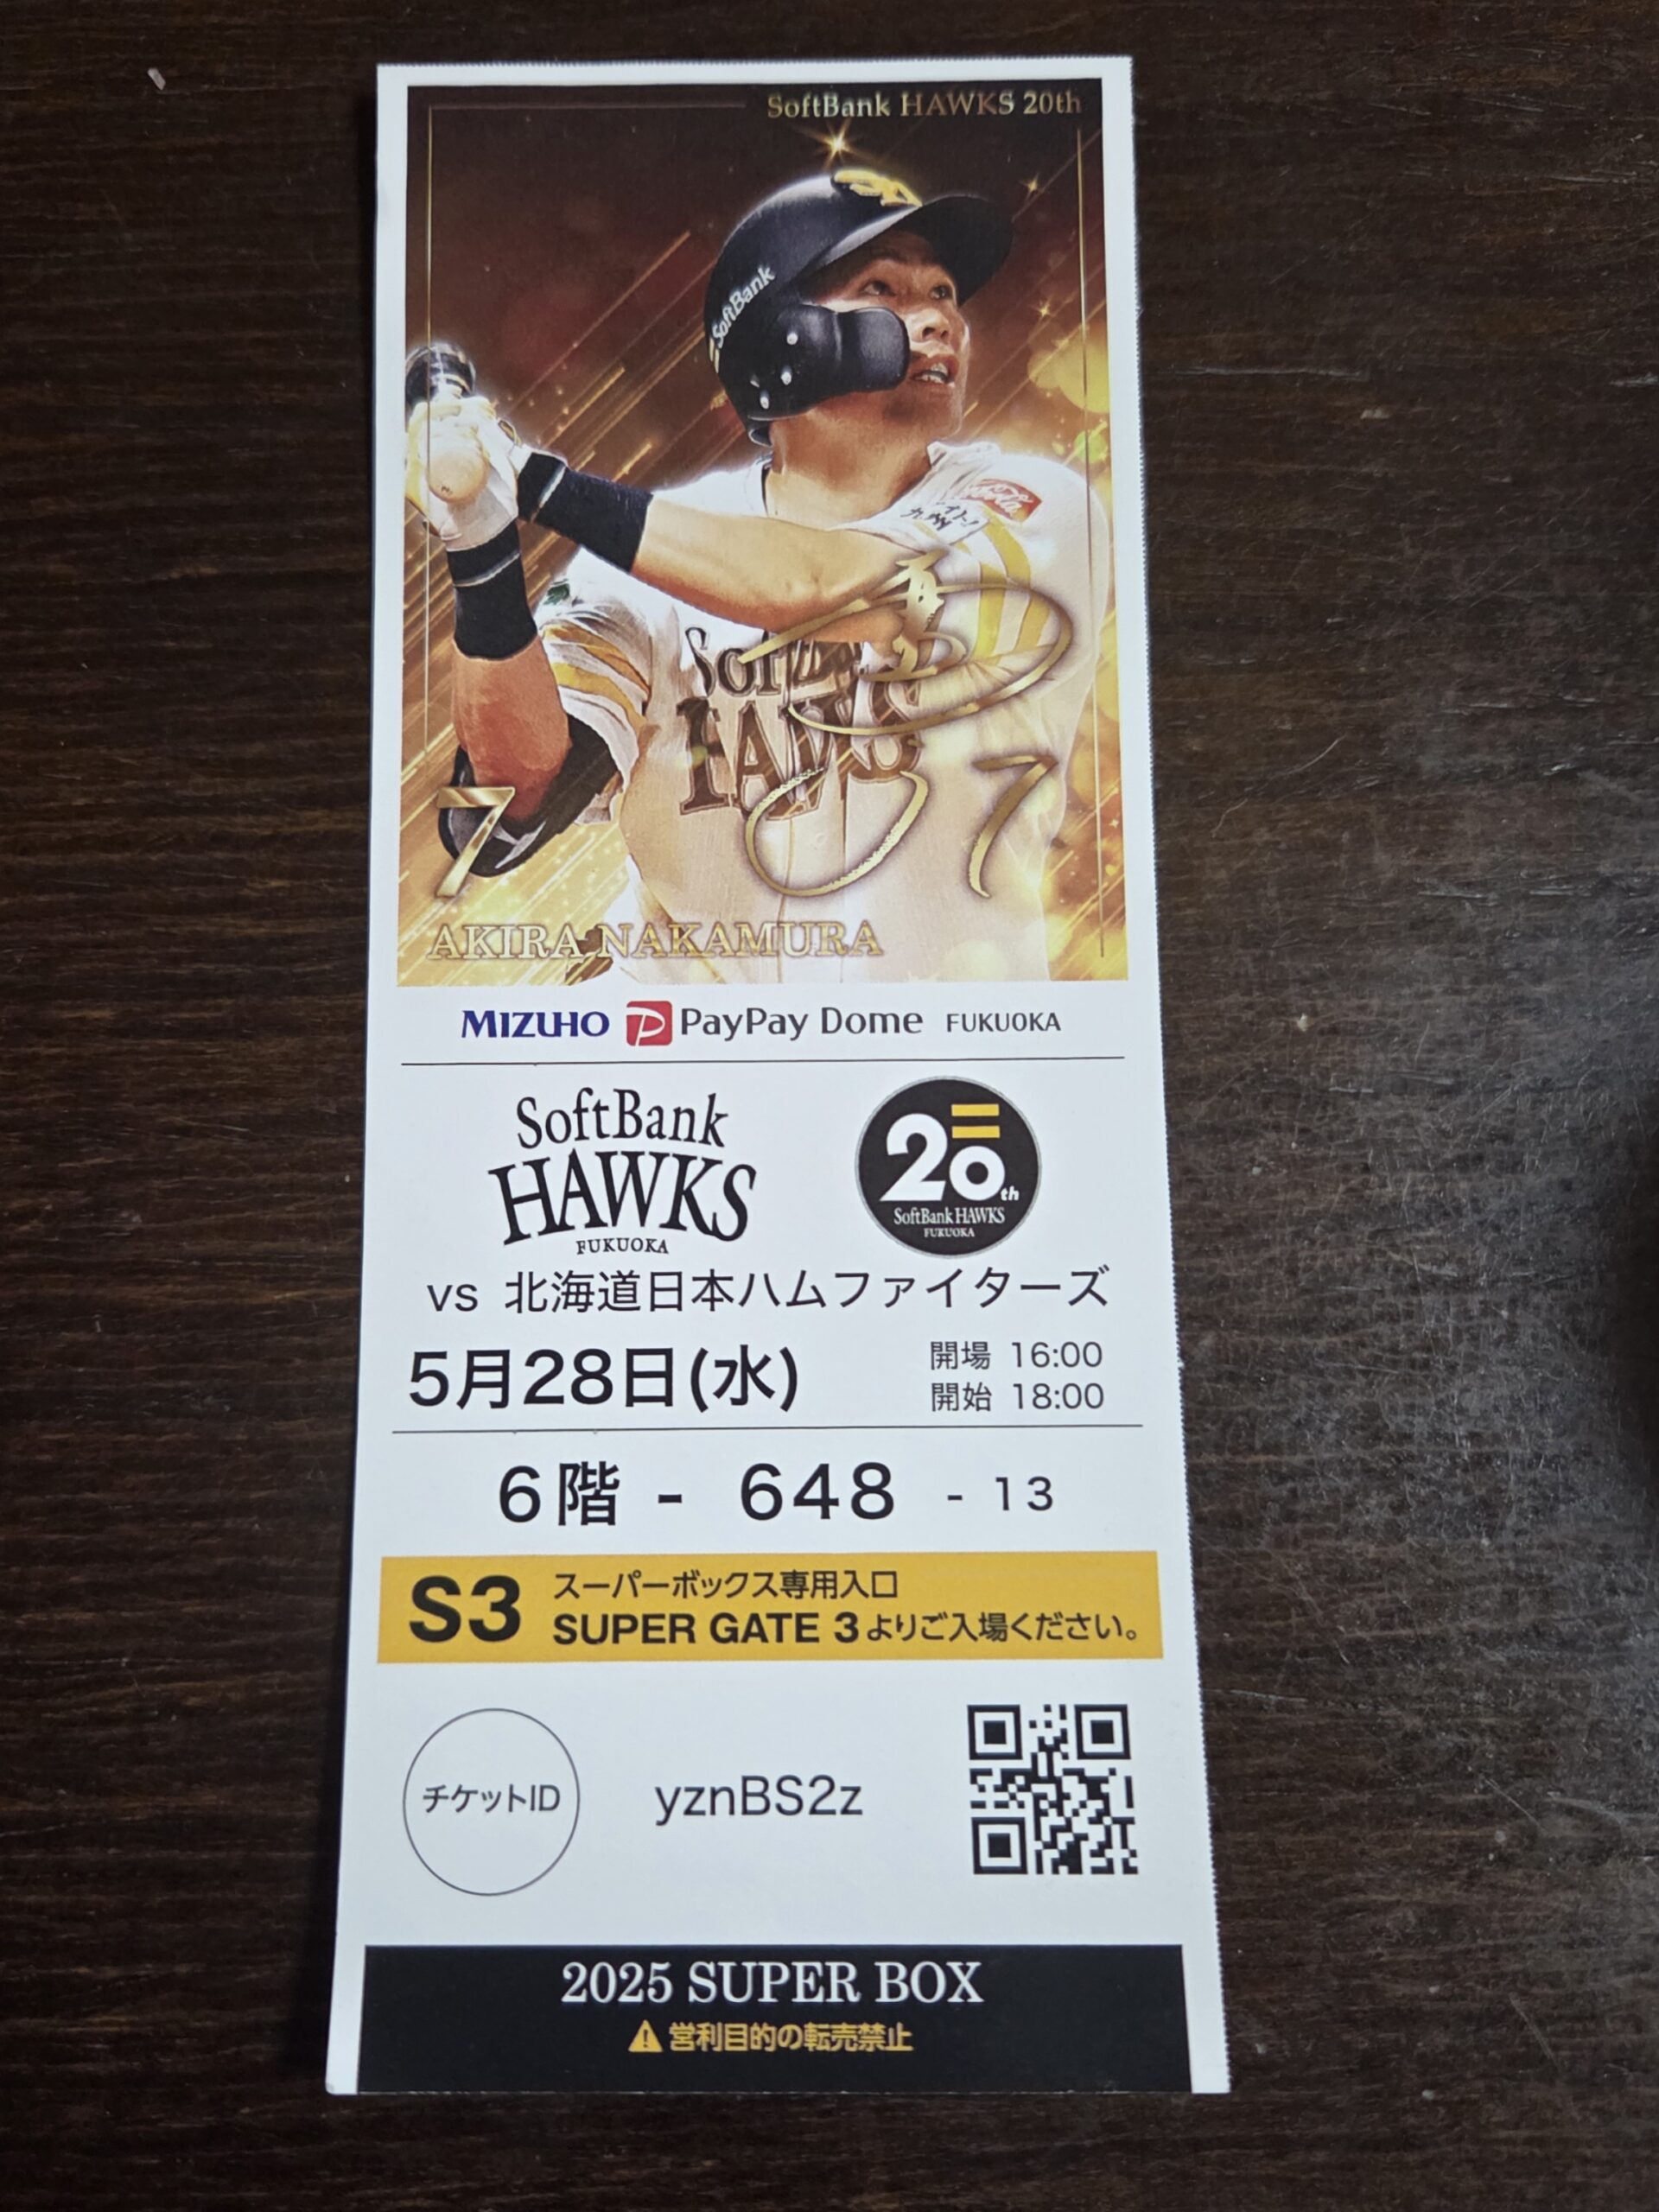 SoftBank HAWKS 20th
SoftBank
SoftBank
HAWKS
7
7
AKIRA NAKAMURA
MIZUHO PayPay Dome FUKUOKA
SoftBank
HAWKS
FUKUOKA
20th
SoftBank HAWKS
FUKUOKA
vs 北海道日本ハムファイターズ
5月28日(水)
開場 16:00
開始 18:00
6階 - 648 - 13
S3
スーパーボックス専用入口
SUPER GATE 3よりご入場ください。
チケットID
yznBS2z
2025 SUPER BOX
営利目的の転売禁止